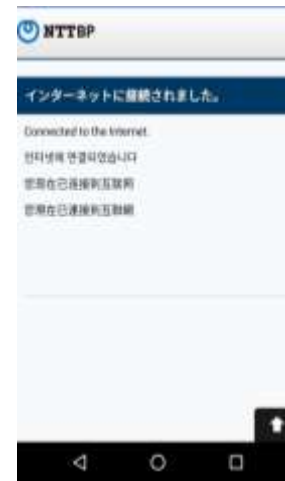 NTTBP
インターネットに接続されました。
Connected to the Internet.
인터넷에 연결되었습니다
您现在已连接到互联网
您現在已連接到互聯網